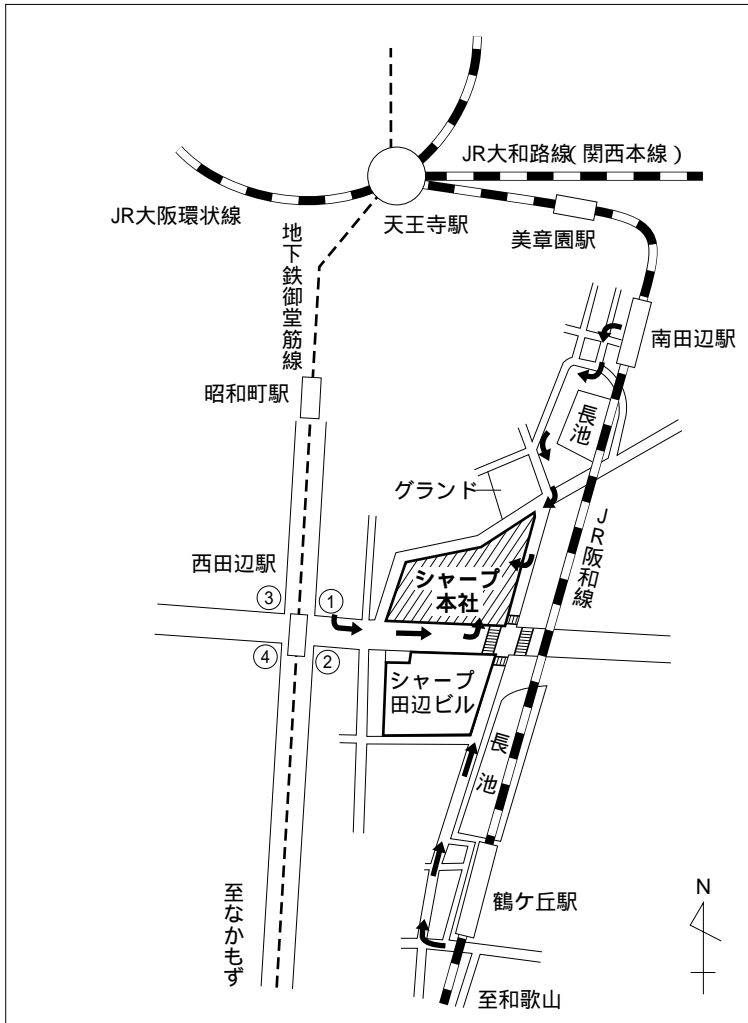 JR大和路線(関西本線)
JR大阪環状線
天王寺駅
美章園駅
地下鉄御堂筋線
南田辺駅
昭和町駅
長池
グランド
JR阪和線
西田辺駅
シャープ
本社
③
①
④
②
シャープ
田辺ビル
長池
至なかもず
鶴ケ丘駅
N
至和歌山